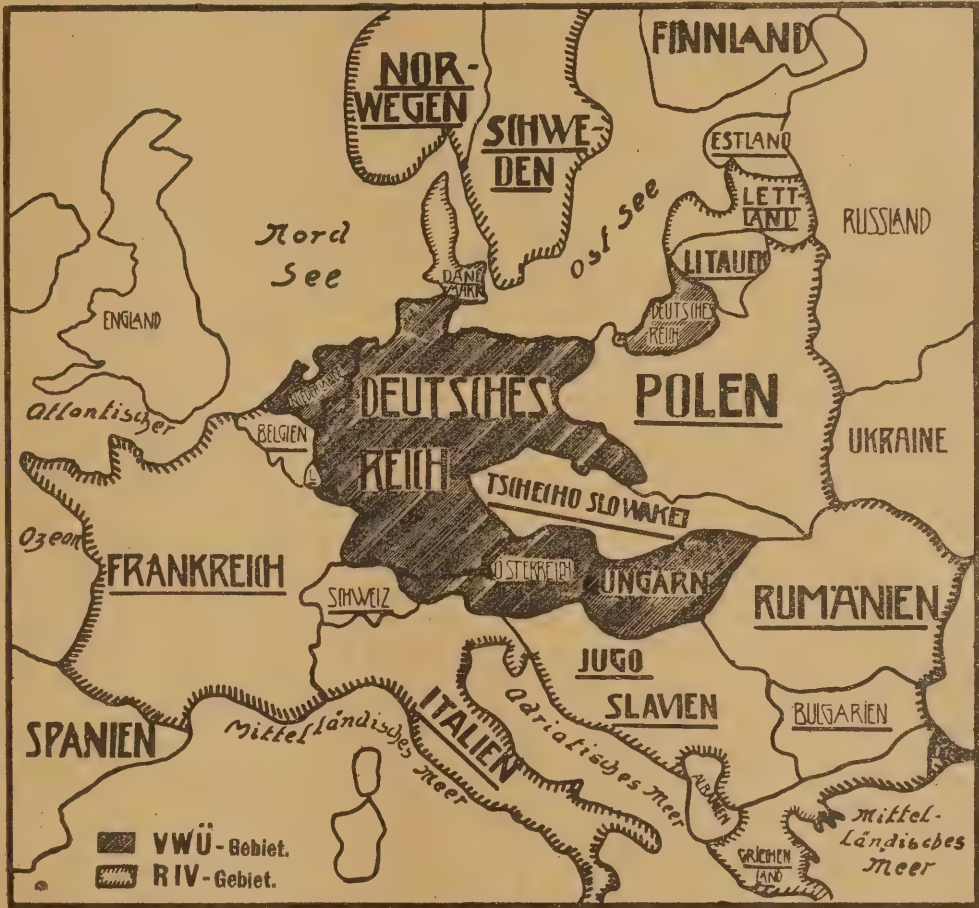 FINNLAND
NOR-
WEGEN
SCHWE-
DEN
ESTLAND
LETT-
LAND
RUSSLAND
LITAUEN
Nord
See
Ost See
DÄNE
MARK
DEUTSCHES
REICH
ENGLAND
DEUTSCHES
REICH
POLEN
Atlantischer
BELGIEN
L
UKRAINE
TSCHECHO SLOWAKEI
Ozean
FRANKREICH
SCHWEIZ
ÖSTERREICH
UNGARN
RUMÄNIEN
JUGO
SLAVIEN
BULGARIEN
SPANIEN
Mittelländisches
Meer
ITALIEN
Adriatisches Meer
ALBANIEN
GRIECHEN
LAND
Mittel-
ländisches
Meer
VWÜ-Gebiet.
RIV-Gebiet.